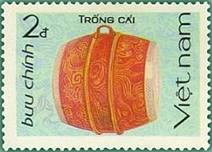 2đ
TRỐNG CÁI
bưu chính
Việt nam